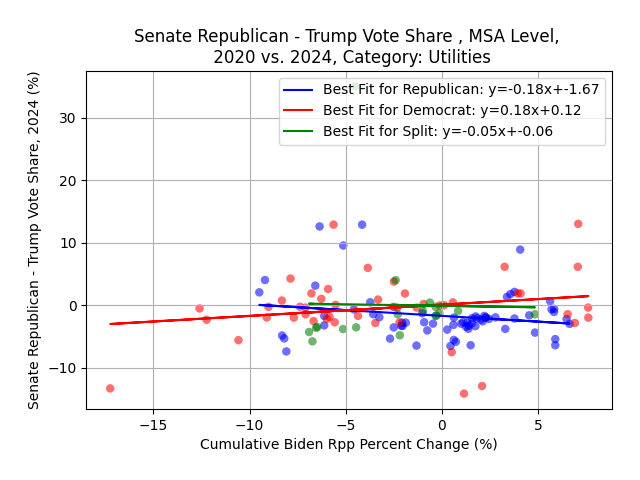 Senate Republican - Trump Vote Share , MSA Level,
2020 vs. 2024, Category: Utilities
Best Fit for Republican: y=-0.18x+-1.67
Best Fit for Democrat: y=0.18x+0.12
Best Fit for Split: y=-0.05x+-0.06
Senate Republican - Trump Vote Share, 2024 (%)
30
20
10
0
−10
−15
−10
−5
0
5
Cumulative Biden Rpp Percent Change (%)